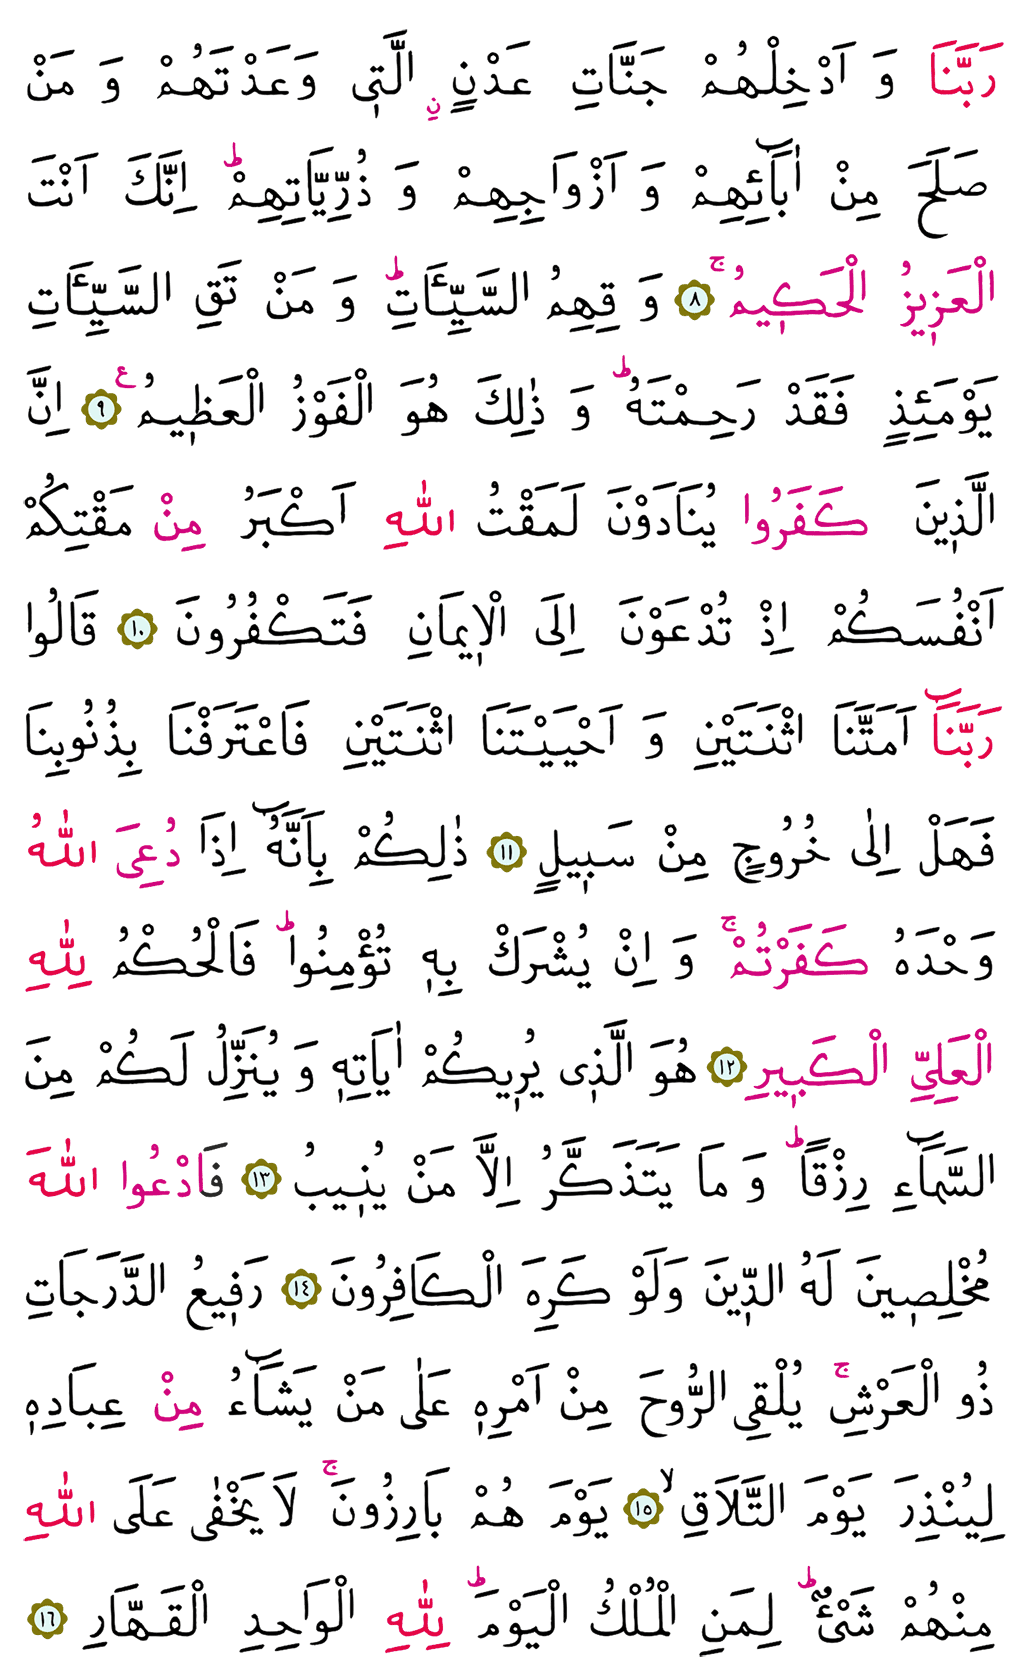 رَبَّنَا وَ اَدْخِلْهُمْ جَنَّاتِ عَدْنٍۨ الَّتٖى وَعَدْتَهُمْ وَ مَنْ
صَلَحَ مِنْ اٰبَٓائِهِمْ وَ اَزْوَاجِهِمْ وَ ذُرِّيَّاتِهِمْؕ اِنَّكَ اَنْتَ
الْعَزٖيزُ الْحَكٖيمُۚ ٨ وَ قِهِمُ السَّيِّـَٔاتِؕ وَ مَنْ تَقِ السَّيِّـَٔاتِ
يَوْمَئِذٍ فَقَدْ رَحِمْتَهُؕ وَ ذٰلِكَ هُوَ الْفَوْزُ الْعَظٖيمُ ع ٩ اِنَّ
الَّذٖينَ كَفَرُوا يُنَادَوْنَ لَمَقْتُ اللّٰهِ اَكْبَرُ مِنْ مَقْتِكُمْ
اَنْفُسَكُمْ اِذْ تُدْعَوْنَ اِلَى الْاٖيمَانِ فَتَكْفُرُونَ ١٠ قَالُوا
رَبَّنَٓا اَمَتَّنَا اثْنَتَيْنِ وَ اَحْيَيْتَنَا اثْنَتَيْنِ فَاعْتَرَفْنَا بِذُنُوبِنَا
فَهَلْ اِلٰى خُرُوجٍ مِنْ سَبٖيلٍ ١١ ذٰلِكُمْ بِاَنَّهُٓ اِذَا دُعِىَ اللّٰهُ
وَحْدَهُ كَفَرْتُمْۚ وَ اِنْ يُشْرَكْ بِهٖ تُؤْمِنُواؕ فَالْحُكْمُ لِلّٰهِ
الْعَلِىِّ الْكَبٖيرِ ١٢ هُوَ الَّذٖى يُرٖيكُمْ اٰيَاتِهٖ وَ يُنَزِّلُ لَكُمْ مِنَ
السَّمَٓاءِ رِزْقًاؕ وَ مَا يَتَذَكَّرُ اِلَّا مَنْ يُنٖيبُ ١٣ فَادْعُوا اللّٰهَ
مُخْلِصٖينَ لَهُ الدّٖينَ وَلَوْ كَرِهَ الْكَافِرُونَ ١٤ رَفٖيعُ الدَّرَجَاتِ
ذُو الْعَرْشِۚ يُلْقِى الرُّوحَ مِنْ اَمْرِهٖ عَلٰى مَنْ يَشَٓاءُ مِنْ عِبَادِهٖ
لِيُنْذِرَ يَوْمَ التَّلَاقِۙ ١٥ يَوْمَ هُمْ بَارِزُونَۚ لَا يَخْفٰى عَلَى اللّٰهِ
مِنْهُمْ شَىْءٌؕ لِمَنِ الْمُلْكُ الْيَوْمَؕ لِلّٰهِ الْوَاحِدِ الْقَهَّارِ ١٦